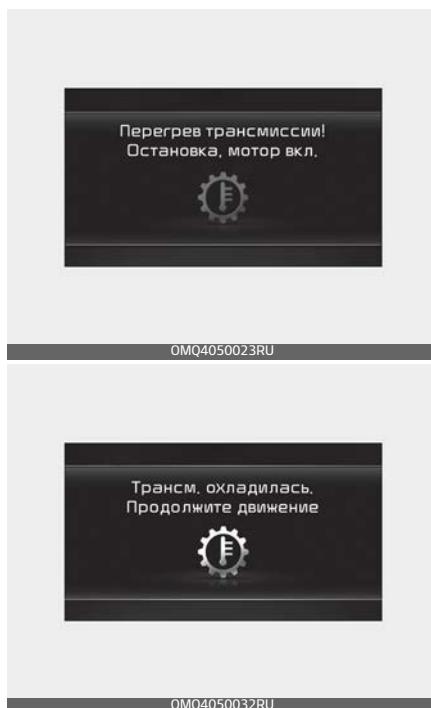 Перегрев трансмиссии!
Остановка, мотор вкл.
OMQ4050023RU
Трансм. охладилась.
Продолжите движение
OMQ4050032RU